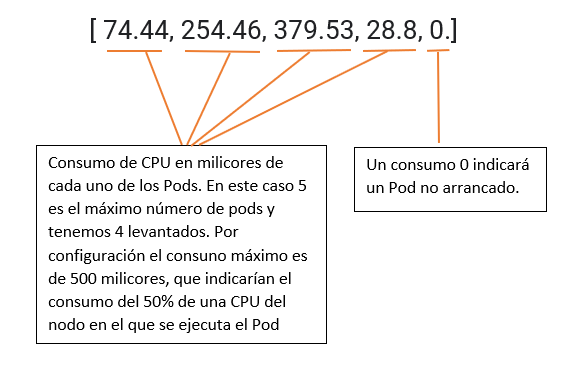 [ 74.44, 254.46, 379.53, 28.8, 0.]
Consumo de CPU en milicores de
cada uno de los Pods. En este caso 5
es el máximo número de pods y
tenemos 4 levantados. Por
configuración el consuno máximo es
de 500 milicores, que indicarían el
consumo del 50% de una CPU del
nodo en el que se ejecuta el Pod
Un consumo 0 indicará
un Pod no arrancado.